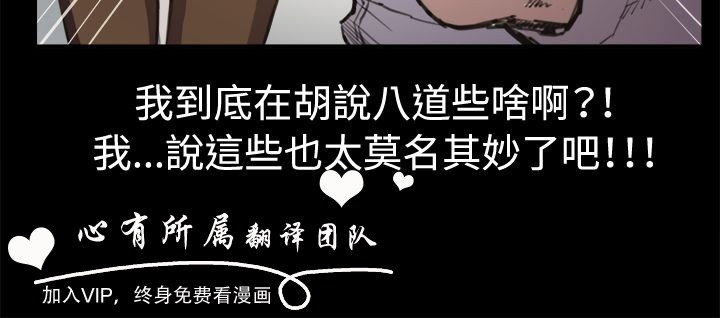 我到底在胡說八道些啥啊？！
我...說這些也太莫名其妙了吧！！！
心有所属翻译团队
加入VIP，终身免费看漫画